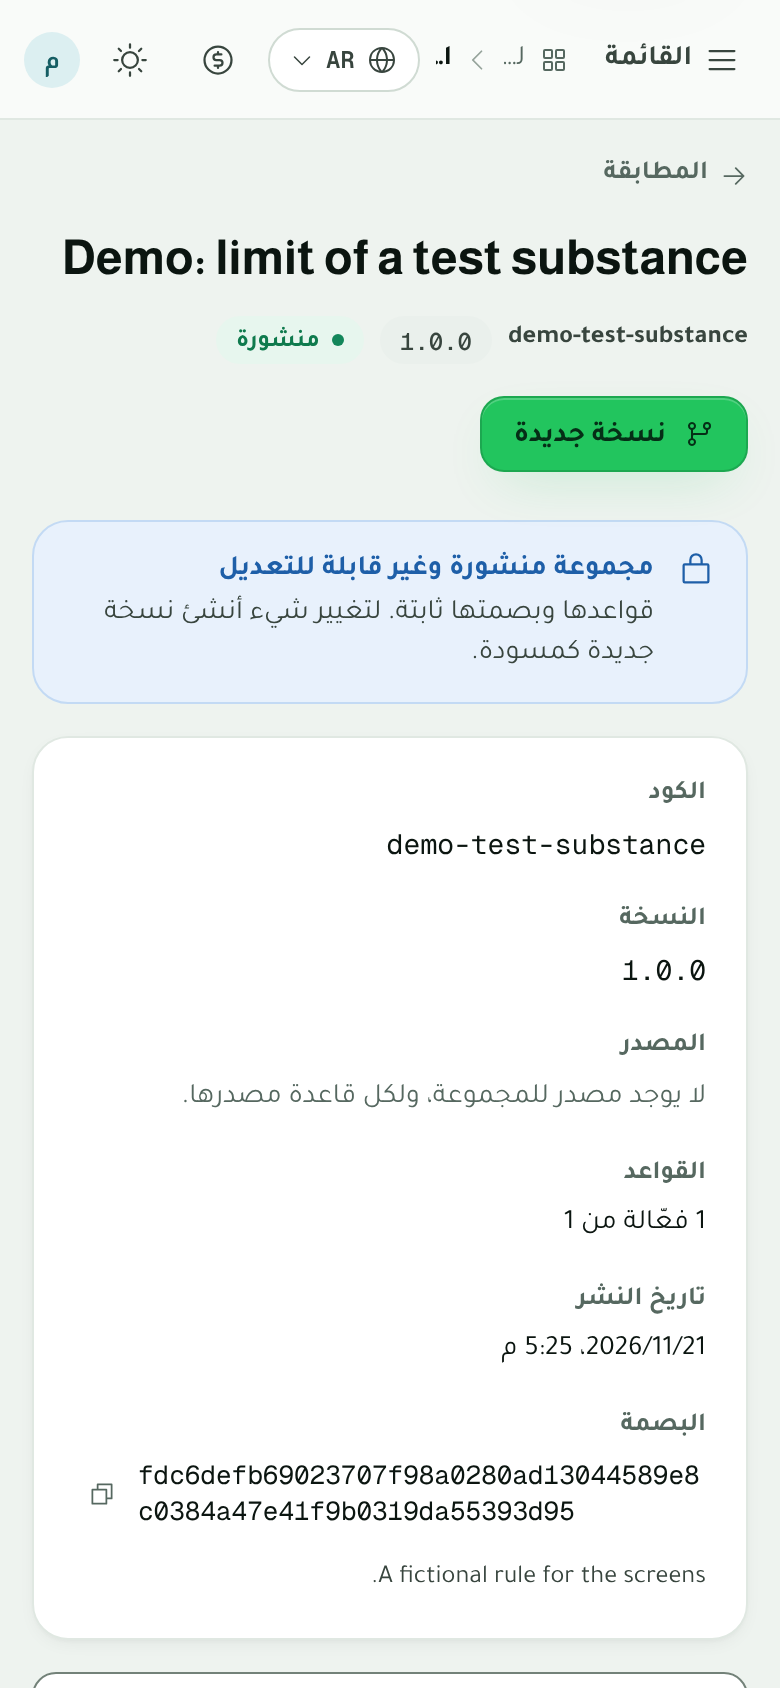 القائمة
لـ...
ا..
AR
م
المطابقة
Demo: limit of a test substance
demo-test-substance
1.0.0
منشورة
نسخة جديدة
مجموعة منشورة وغير قابلة للتعديل
قواعدها وبصمتها ثابتة. لتغيير شيء أنشئ نسخة
جديدة كمسودة.
الكود
demo-test-substance
النسخة
1.0.0
المصدر
لا يوجد مصدر للمجموعة، ولكل قاعدة مصدرها.
القواعد
1 فعّالة من 1
تاريخ النشر
2026/11/21، 5:25 م
البصمة
fdc6defb69023707f98a0280ad13044589e8
c0384a47e41f9b0319da55393d95
A fictional rule for the screens.